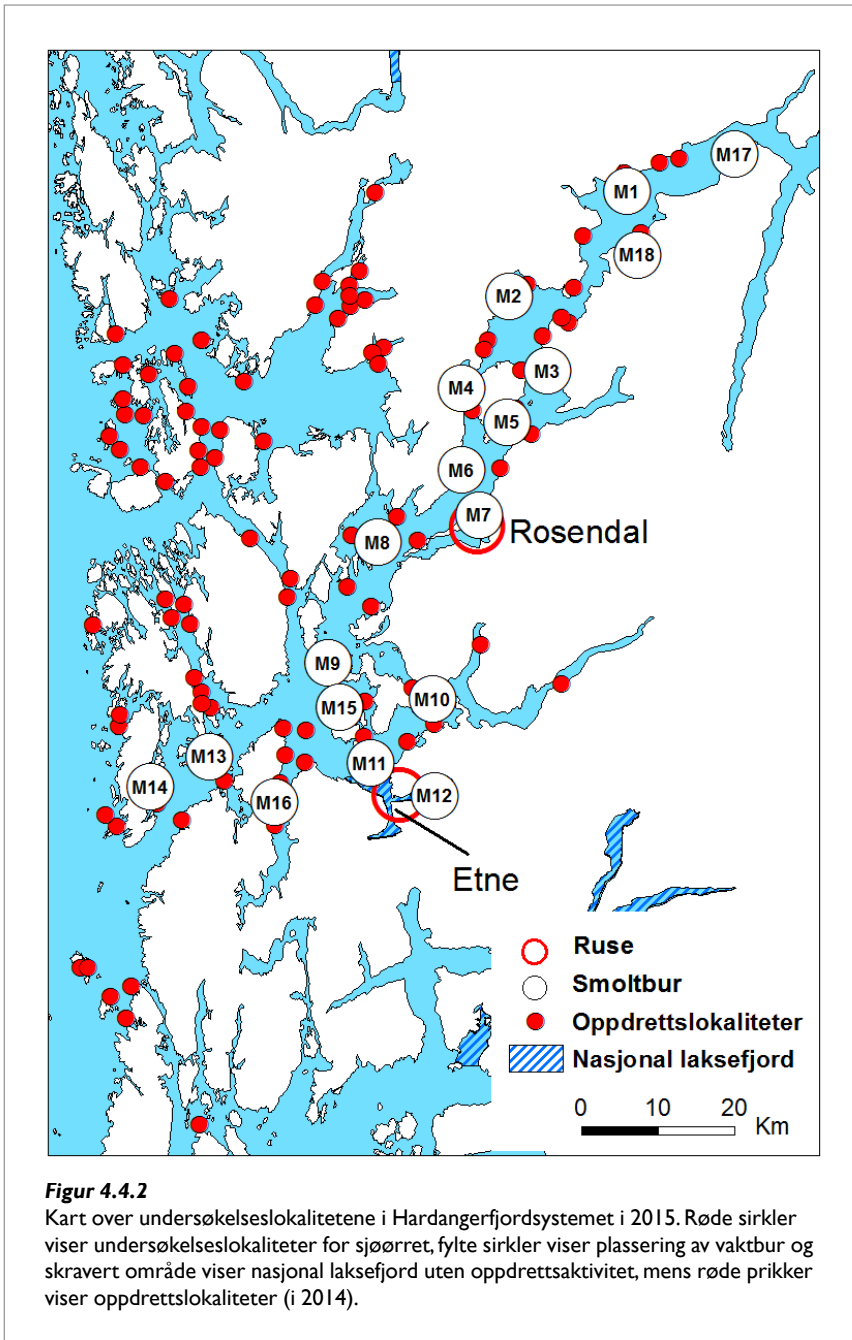 M17
M1
M18
M2
M3
M4
M5
M6
M7
Rosendal
M8
M9
M10
M15
M13
M11
M14
M16
M12
Etne
Ruse
Smoltbur
Oppdrettslokaliteter
Nasjonal laksefjord
0 10 20
Km
Figur 4.4.2
Kart over undersøkelseslokalitetene i Hardangerfjordsystemet i 2015. Røde sirkler
viser undersøkelseslokaliteter for sjøørret, fylte sirkler viser plassering av vaktbur og
skravert område viser nasjonal laksefjord uten oppdrettsaktivitet, mens røde prikker
viser oppdrettslokaliteter (i 2014).